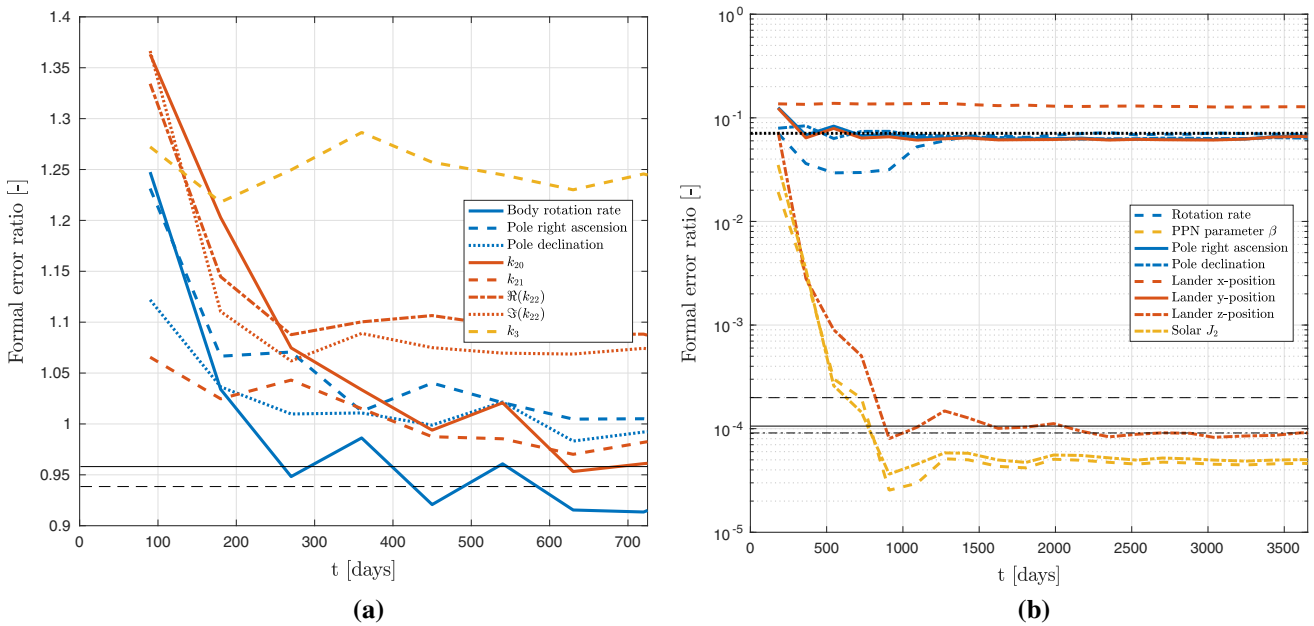 1.4
1.35
1.3
1.25
1.2
1.15
1.1
1.05
1
0.95
0.9
Formal error ratio [-]
0
100
200
300
400
500
600
700
t [days]
Body rotation rate
Pole right ascension
Pole declination
k₂₀
k₂₁
ℜ(k₂₂)
ℑ(k₂₂)
k₃
(a)
10⁰
10⁻¹
10⁻²
10⁻³
10⁻⁴
10⁻⁵
Formal error ratio [-]
0
500
1000
1500
2000
2500
3000
3500
t [days]
Rotation rate
PPN parameter β
Pole right ascension
Pole declination
Lander x-position
Lander y-position
Lander z-position
Solar J₂
(b)